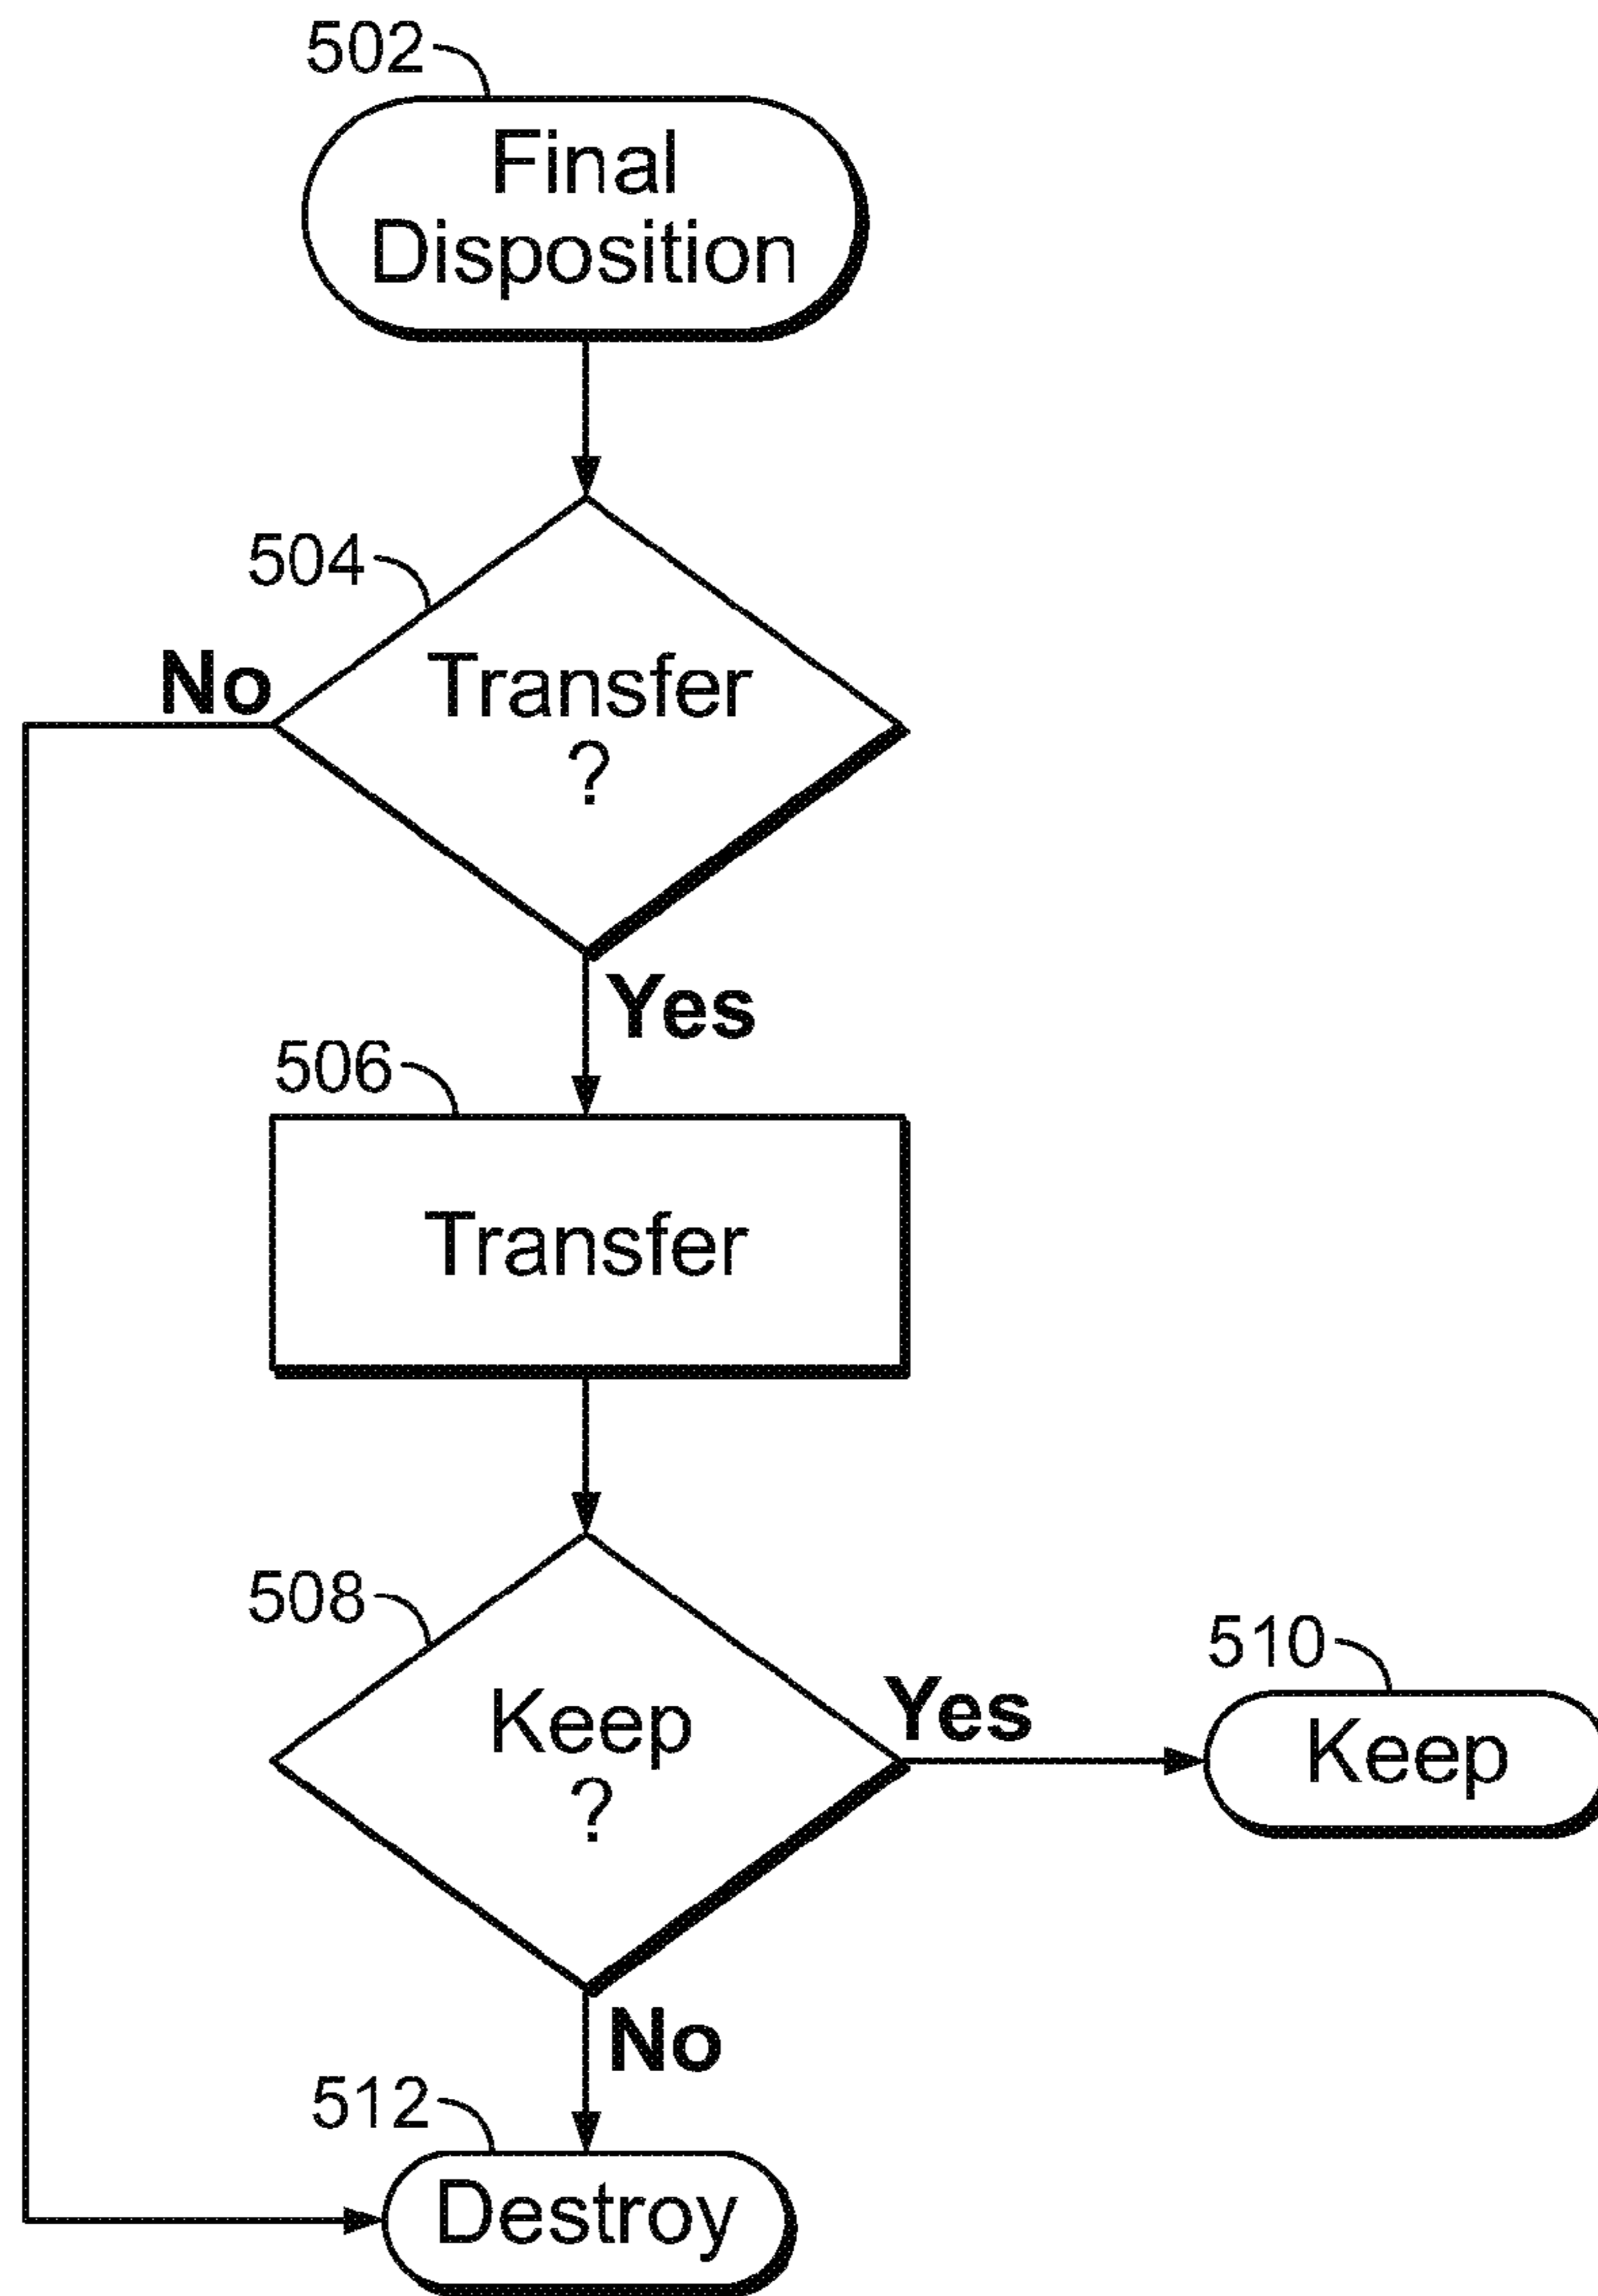 502
Final
Disposition
504
No
Transfer
?
Yes
506
Transfer
508
Keep
?
Yes
510
Keep
No
512
Destroy